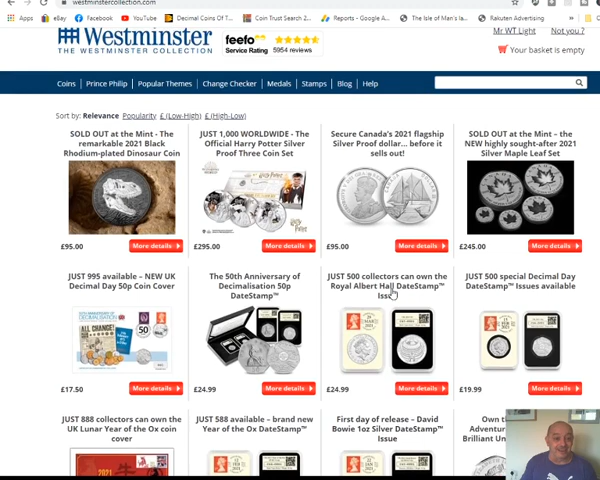 westminstercollection.com
Apps
eBay
Facebook
YouTube
Decimal Coins Of T...
Coin Trust Search 2...
Reports - Google A...
The Isle of Man's la...
Rakuten Advertising
Westminster
THE WESTMINSTER COLLECTION
feefo
Service Rating
5954 reviews
Mr WT Light
Not you ?
Your basket is empty
Coins
Prince Philip
Popular Themes
Change Checker
Medals
Stamps
Blog
Help
Sort by: Relevance Popularity £ (Low-High) £ (High-Low)
SOLD OUT at the Mint - The
remarkable 2021 Black
Rhodium-plated Dinosaur Coin
£95.00
More details
JUST 1,000 WORLDWIDE - The
Official Harry Potter Silver
Proof Three Coin Set
£295.00
More details
Secure Canada's 2021 flagship
Silver Proof dollar... before it
sells out!
£95.00
More details
SOLD OUT at the Mint – the
NEW highly sought-after 2021
Silver Maple Leaf Set
£245.00
More details
JUST 995 available – NEW UK
Decimal Day 50p Coin Cover
ALL CHANGE!
50
£17.50
More details
The 50th Anniversary of
Decimalisation 50p
DateStamp™
£24.99
More details
JUST 500 collectors can own the
Royal Albert Hall DateStamp™
Issue
£24.99
More details
JUST 500 special Decimal Day
DateStamp™ Issues available
£19.99
More details
JUST 888 collectors can own the
UK Lunar Year of the Ox coin
cover
2021
JUST 588 available – brand new
Year of the Ox DateStamp™
First day of release – David
Bowie 1oz Silver DateStamp™
Issue
Own t
Adventur
Brilliant Un